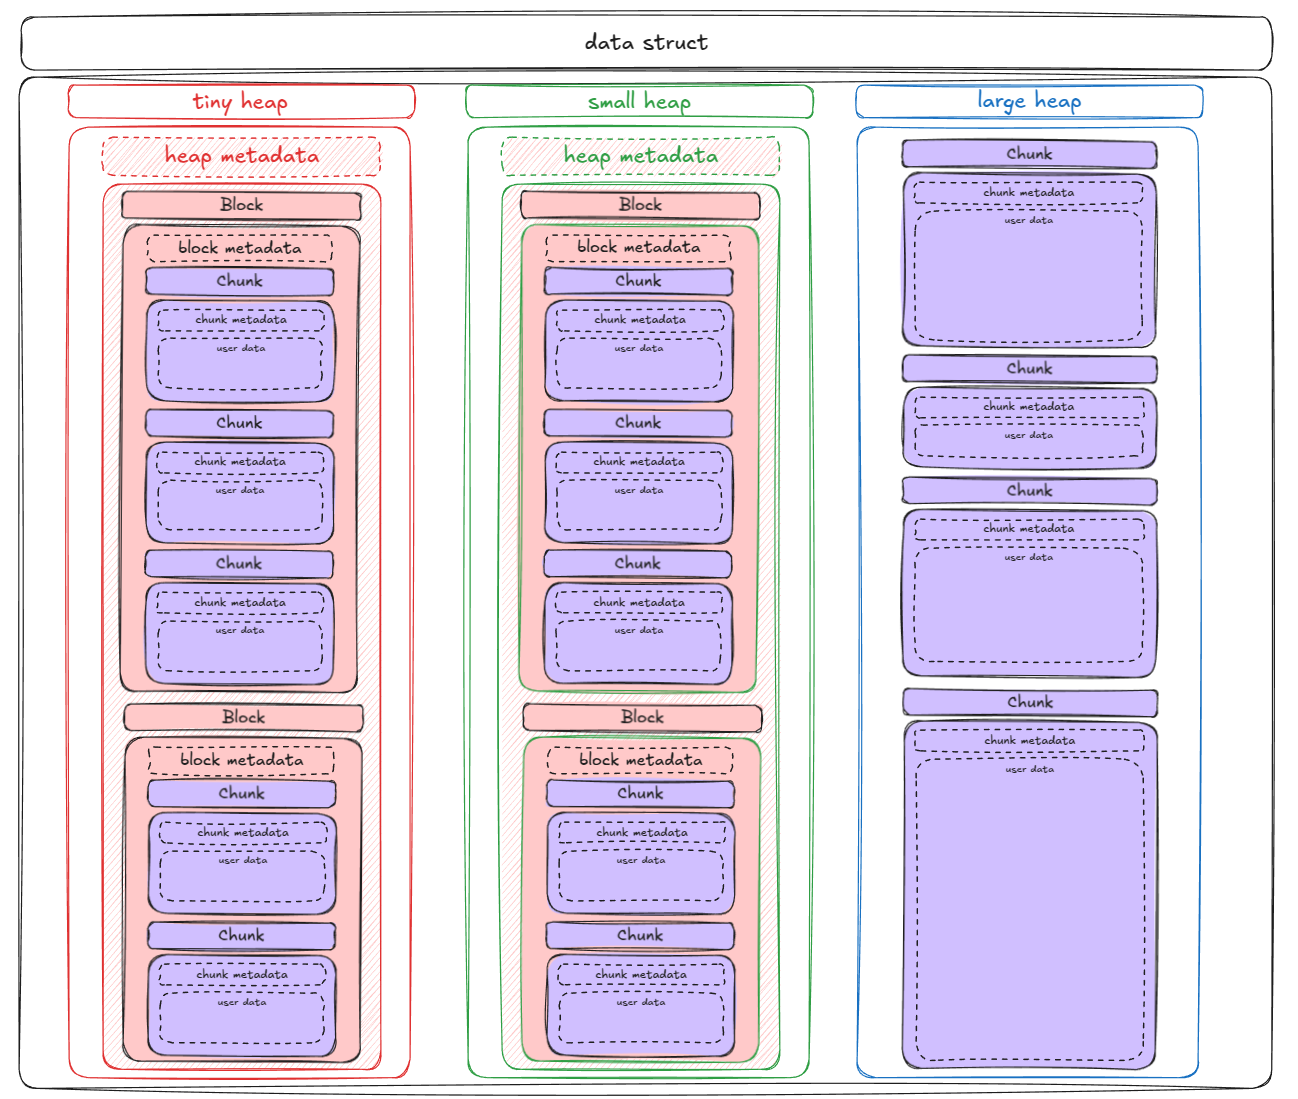 data struct
tiny heap
heap metadata
Block
block metadata
Chunk
chunk metadata
user data
Chunk
chunk metadata
user data
Chunk
chunk metadata
user data
Block
block metadata
Chunk
chunk metadata
user data
Chunk
chunk metadata
user data
small heap
heap metadata
Block
block metadata
Chunk
chunk metadata
user data
Chunk
chunk metadata
user data
Chunk
chunk metadata
user data
Block
block metadata
Chunk
chunk metadata
user data
Chunk
chunk metadata
user data
large heap
Chunk
chunk metadata
user data
Chunk
chunk metadata
user data
Chunk
chunk metadata
user data
Chunk
chunk metadata
user data